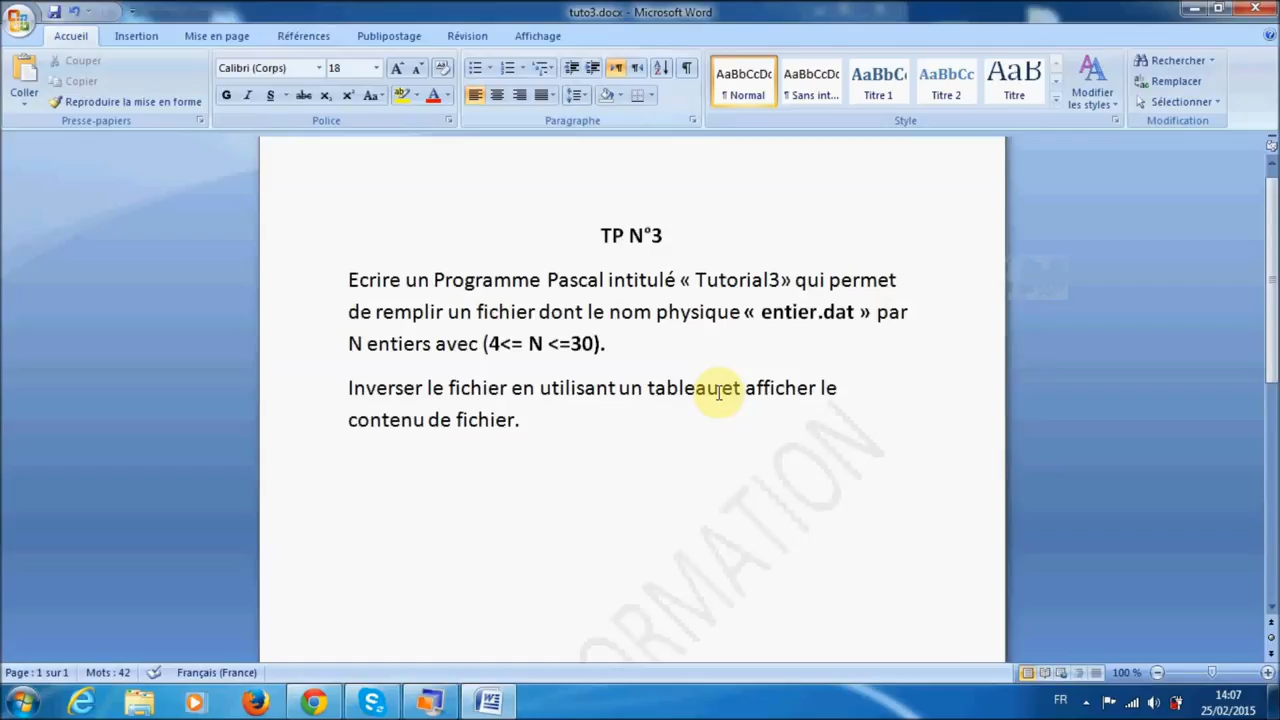 tuto3.docx - Microsoft Word
Accueil Insertion Mise en page Références Publipostage Révision Affichage
Coller
Couper
Copier
Reproduire la mise en forme
Presse-papiers
Calibri (Corps) 18
G I S abc X₂ X² Aa
Police
Paragraphe
AaBbCcDc AaBbCcDc AaBbC AaBbCc AaB
¶ Normal ¶ Sans int... Titre 1 Titre 2 Titre
Modifier
les styles
Style
Rechercher
Remplacer
Sélectionner
Modification
TP N°3
Ecrire un Programme Pascal intitulé « Tutorial3» qui permet
de remplir un fichier dont le nom physique « entier.dat » par
N entiers avec (4<= N <=30).
Inverser le fichier en utilisant un tableau et afficher le
contenu de fichier.
ORMATION
Page : 1 sur 1 Mots : 42 Français (France) 100 %
FR 14:07
25/02/2015